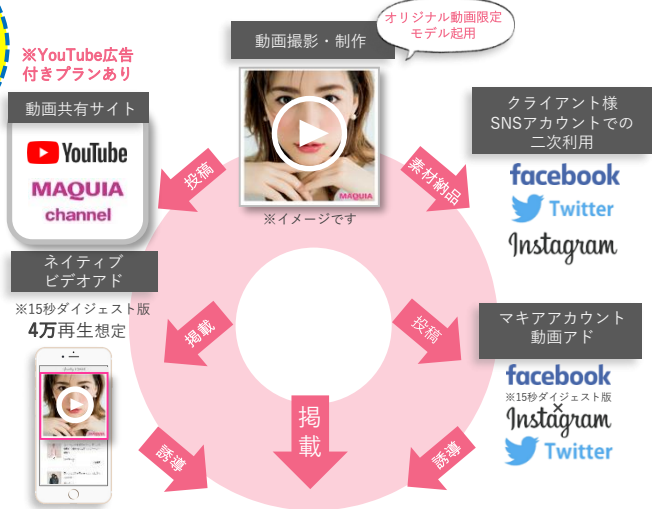 オリジナル動画限定
モデル起用
動画撮影・制作
※YouTube広告
付きプランあり
動画共有サイト
YouTube
MAQUIA
channel
MAQUIA
※イメージです
投稿
素材納品
クライアント様
SNSアカウントでの
二次利用
facebook
Twitter
Instagram
ネイティブ
ビデオアド
※15秒ダイジェスト版
4万再生想定
MAQUIA
掲載
投稿
マキアアカウント
動画アド
facebook
※15秒ダイジェスト版
×
Instagram
Twitter
掲載
誘導
誘導